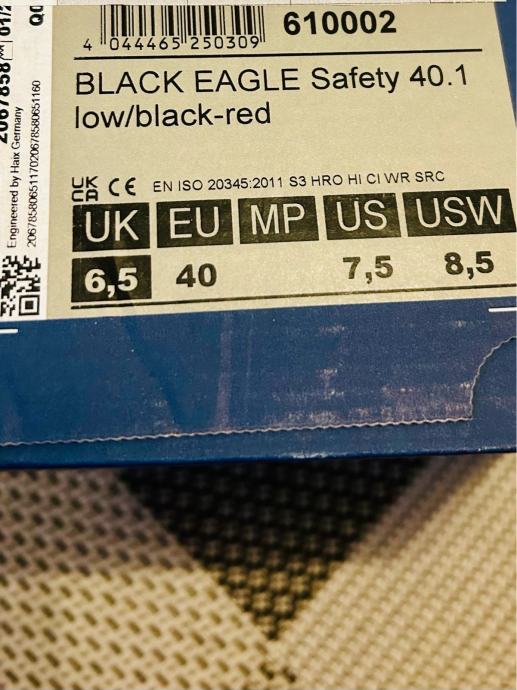 4 044465 250309
610002
BLACK EAGLE Safety 40.1
low/black-red
UK CA CE EN ISO 20345:2011 S3 HRO HI CI WR SRC
UK EU MP US USW
6,5 40 7,5 8,5
Engineered by Haix Germany